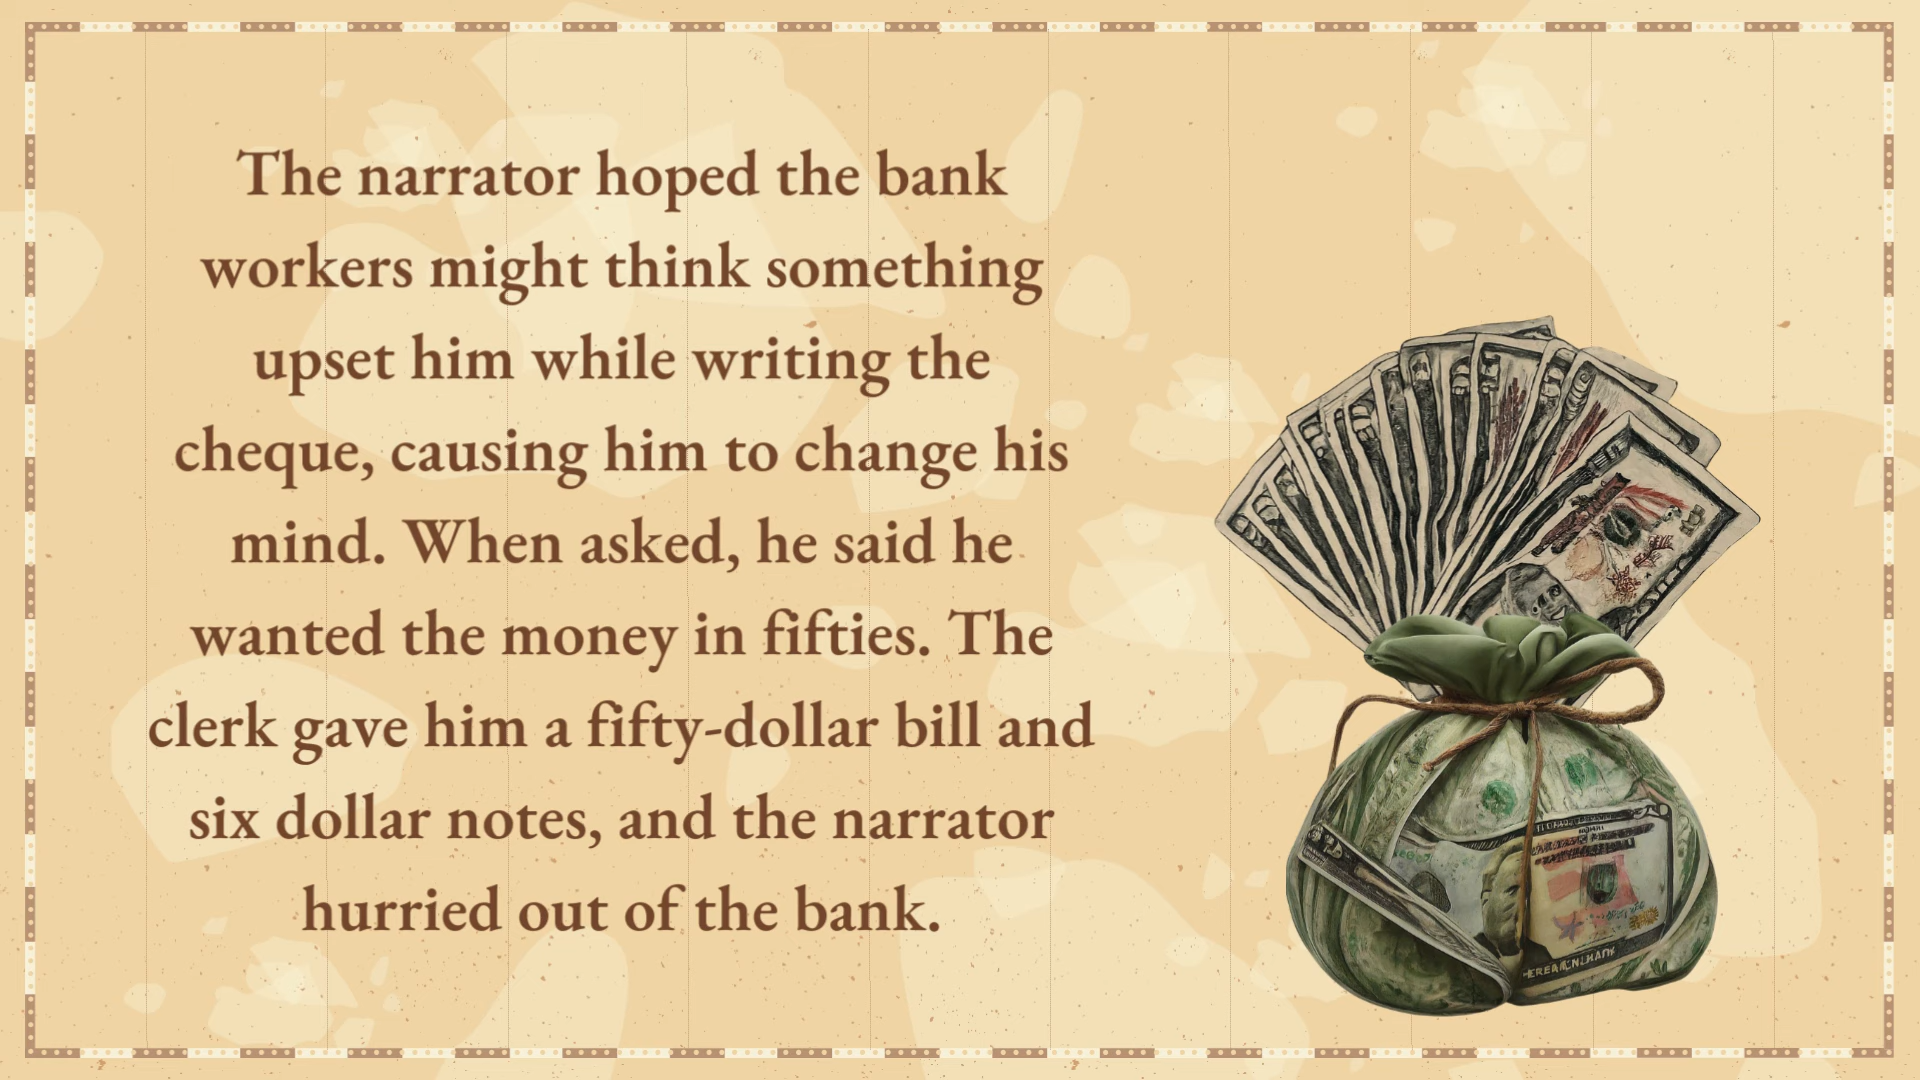 The narrator hoped the bank
workers might think something
upset him while writing the
cheque, causing him to change his
mind. When asked, he said he
wanted the money in fifties. The
clerk gave him a fifty-dollar bill and
six dollar notes, and the narrator
hurried out of the bank.